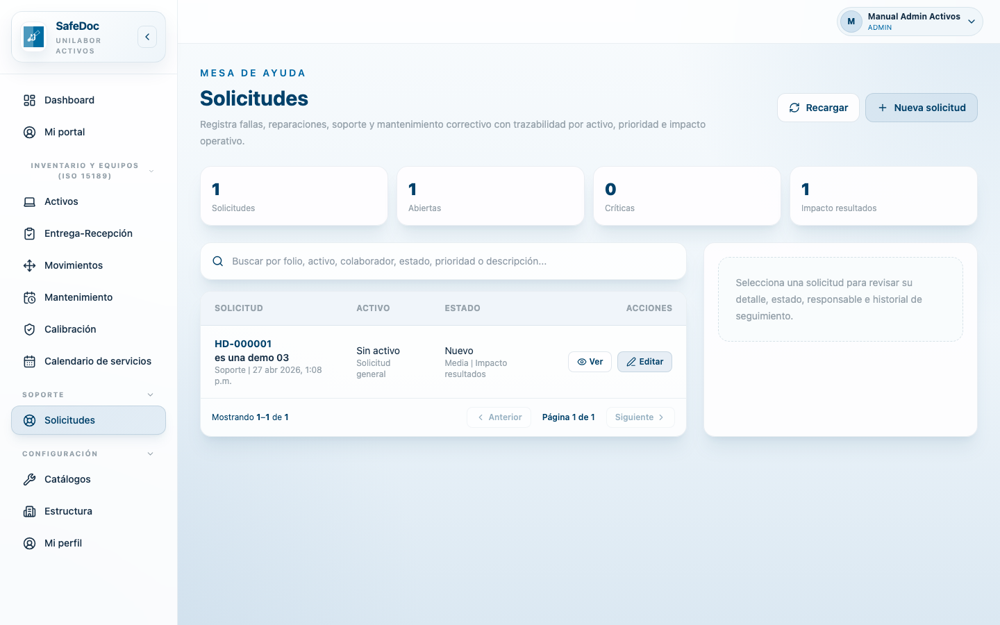 SafeDoc
UNILABOR
ACTIVOS
Dashboard
Mi portal
INVENTARIO Y EQUIPOS
(ISO 15189)
Activos
Entrega-Recepción
Movimientos
Mantenimiento
Calibración
Calendario de servicios
SOPORTE
Solicitudes
CONFIGURACIÓN
Catálogos
Estructura
Mi perfil
M
Manual Admin Activos
ADMIN
MESA DE AYUDA
Solicitudes
Registra fallas, reparaciones, soporte y mantenimiento correctivo con trazabilidad por activo, prioridad e impacto
operativo.
Recargar
Nueva solicitud
1
Solicitudes
1
Abiertas
0
Críticas
1
Impacto resultados
Buscar por folio, activo, colaborador, estado, prioridad o descripción...
SOLICITUD ACTIVO ESTADO ACCIONES
HD-000001
es una demo 03
Soporte | 27 abr 2026, 1:08
p.m.
Sin activo
Solicitud
general
Nuevo
Media | Impacto
resultados
Ver
Editar
Mostrando 1–1 de 1
Anterior
Página 1 de 1
Siguiente
Selecciona una solicitud para revisar su
detalle, estado, responsable e historial de
seguimiento.